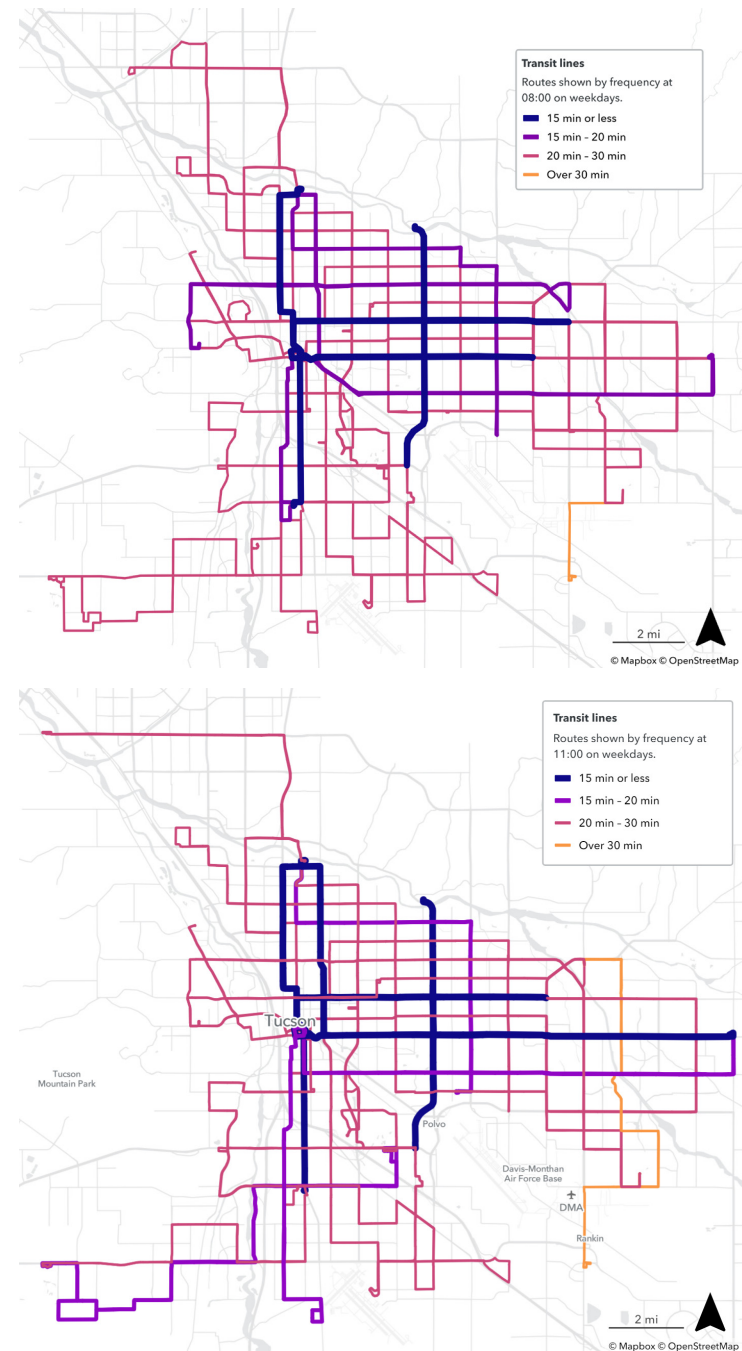 Transit lines
Routes shown by frequency at
08:00 on weekdays.
15 min or less
15 min – 20 min
20 min – 30 min
Over 30 min
2 mi
© Mapbox © OpenStreetMap
Transit lines
Routes shown by frequency at
11:00 on weekdays.
15 min or less
15 min – 20 min
20 min – 30 min
Over 30 min
Tucson
Tucson
Mountain Park
Polvo
Davis-Monthan
Air Force Base
DMA
Rankin
2 mi
© Mapbox © OpenStreetMap